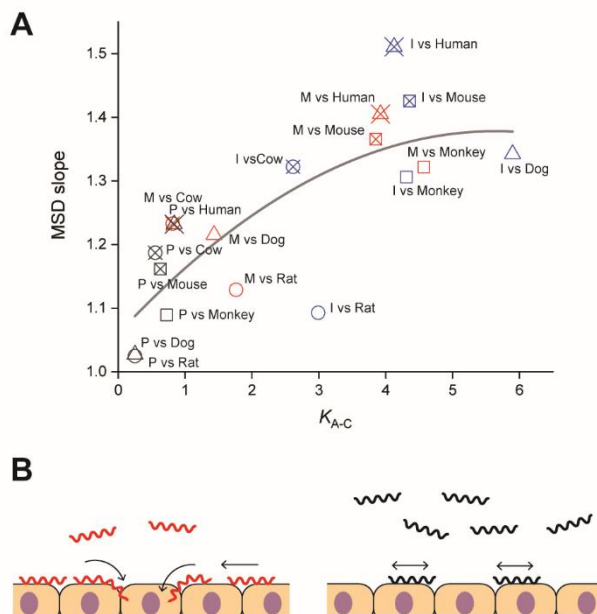 A
1.5
I vs Human
M vs Human
I vs Mouse
M vs Mouse
1.4
M vs Monkey
I vsCow
1.3
I vs Monkey
I vs Dog
MSD slope
M vs Cow
P vs Human
1.2
M vs Dog
P vs Cow
P vs Mouse
M vs Rat
1.1
P vs Monkey
I vs Rat
P vs Dog
P vs Rat
1.0
0 1 2 3 4 5 6
K_A-C
B